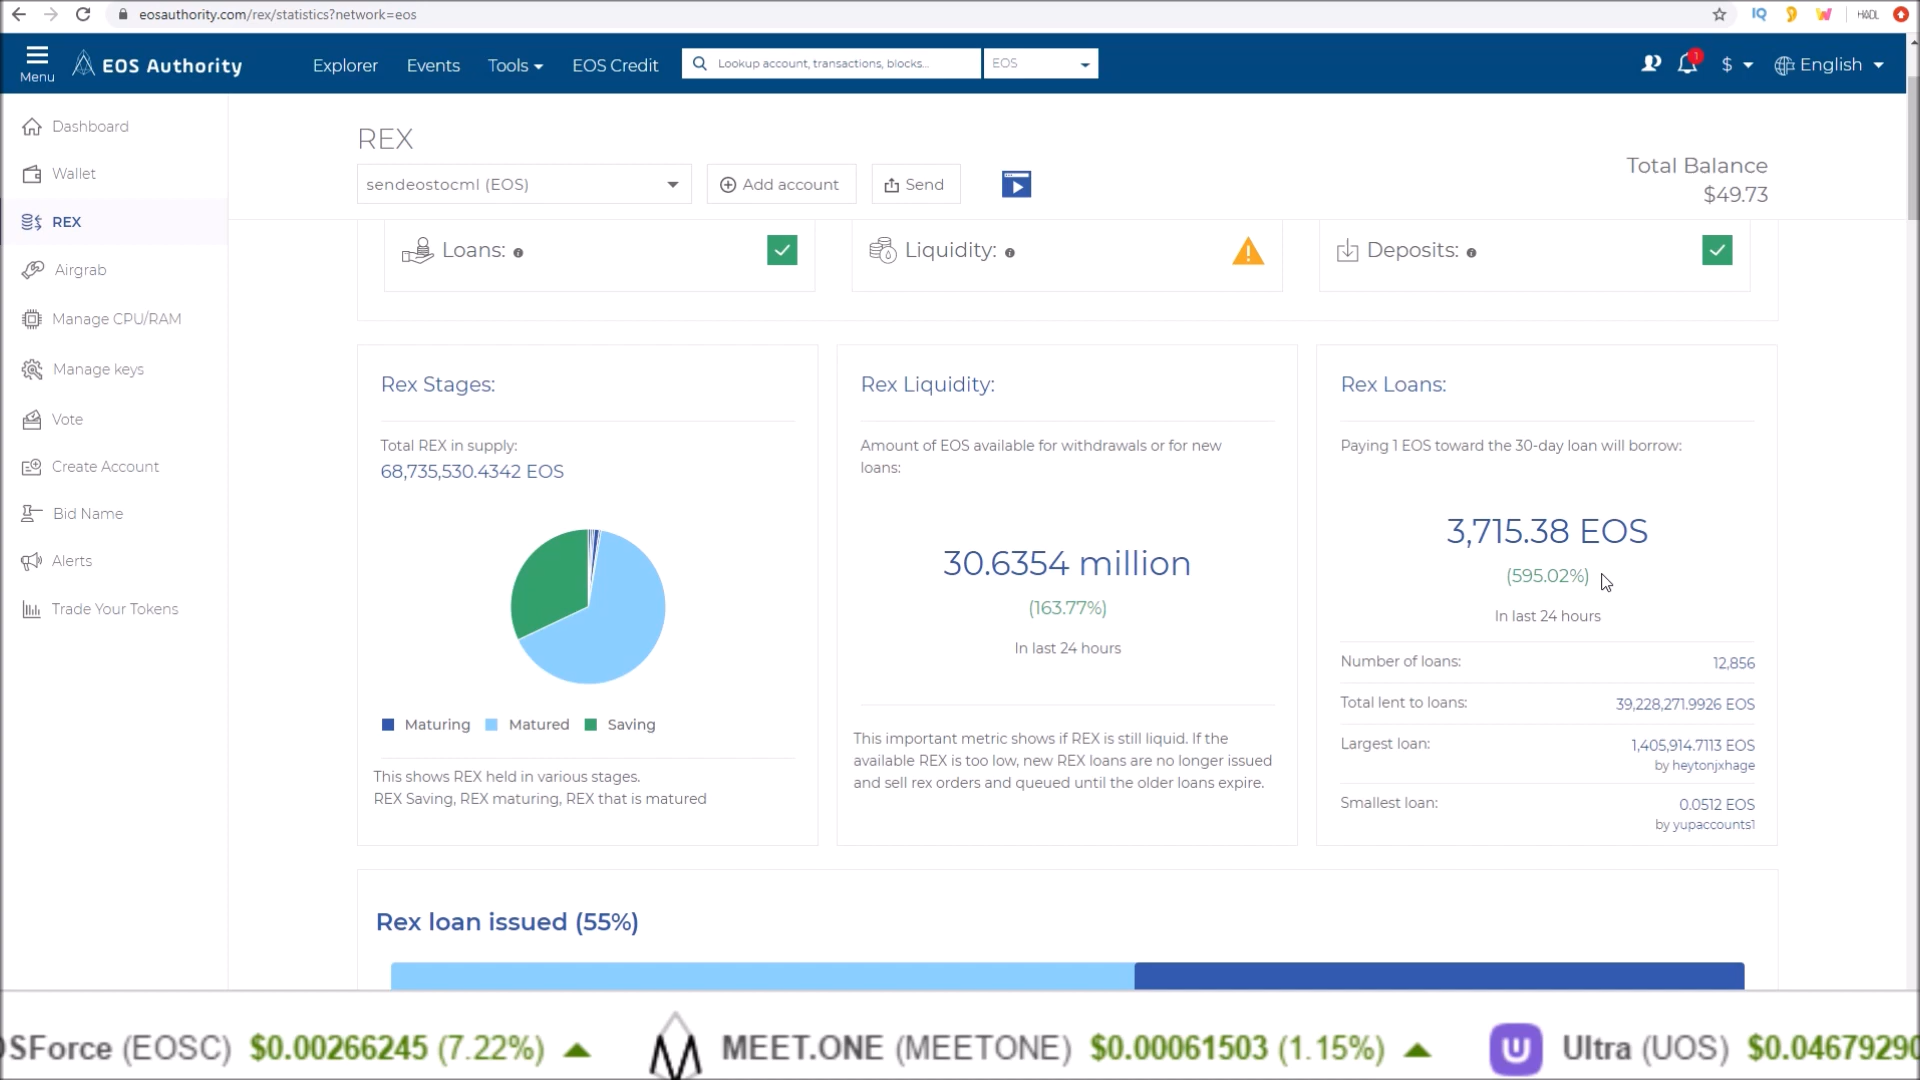 eosauthority.com/rex/statistics?network=eos
Menu
EOS Authority
Explorer
Events
Tools
EOS Credit
Lookup account, transactions, blocks...
EOS
1
$
English
Dashboard
Wallet
REX
Airgrab
Manage CPU/RAM
Manage keys
Vote
Create Account
Bid Name
Alerts
Trade Your Tokens
REX
sendeostocml (EOS)
Add account
Send
Total Balance
$49.73
Loans:
Liquidity:
Deposits:
Rex Stages:
Total REX in supply:
68,735,530.4342 EOS
Maturing
Matured
Saving
This shows REX held in various stages.
REX Saving, REX maturing, REX that is matured
Rex Liquidity:
Amount of EOS available for withdrawals or for new
loans:
30.6354 million
(163.77%)
In last 24 hours
This important metric shows if REX is still liquid. If the
available REX is too low, new REX loans are no longer issued
and sell rex orders and queued until the older loans expire.
Rex Loans:
Paying 1 EOS toward the 30-day loan will borrow:
3,715.38 EOS
(595.02%)
In last 24 hours
Number of loans: 12,856
Total lent to loans: 39,228,271.9926 EOS
Largest loan: 1,405,914.7113 EOS
by heytonjxhage
Smallest loan: 0.0512 EOS
by yupaccounts1
Rex loan issued (55%)
SForce (EOSC) $0.00266245 (7.22%)
MEET.ONE (MEETONE) $0.00061503 (1.15%)
Ultra (UOS) $0.0467929